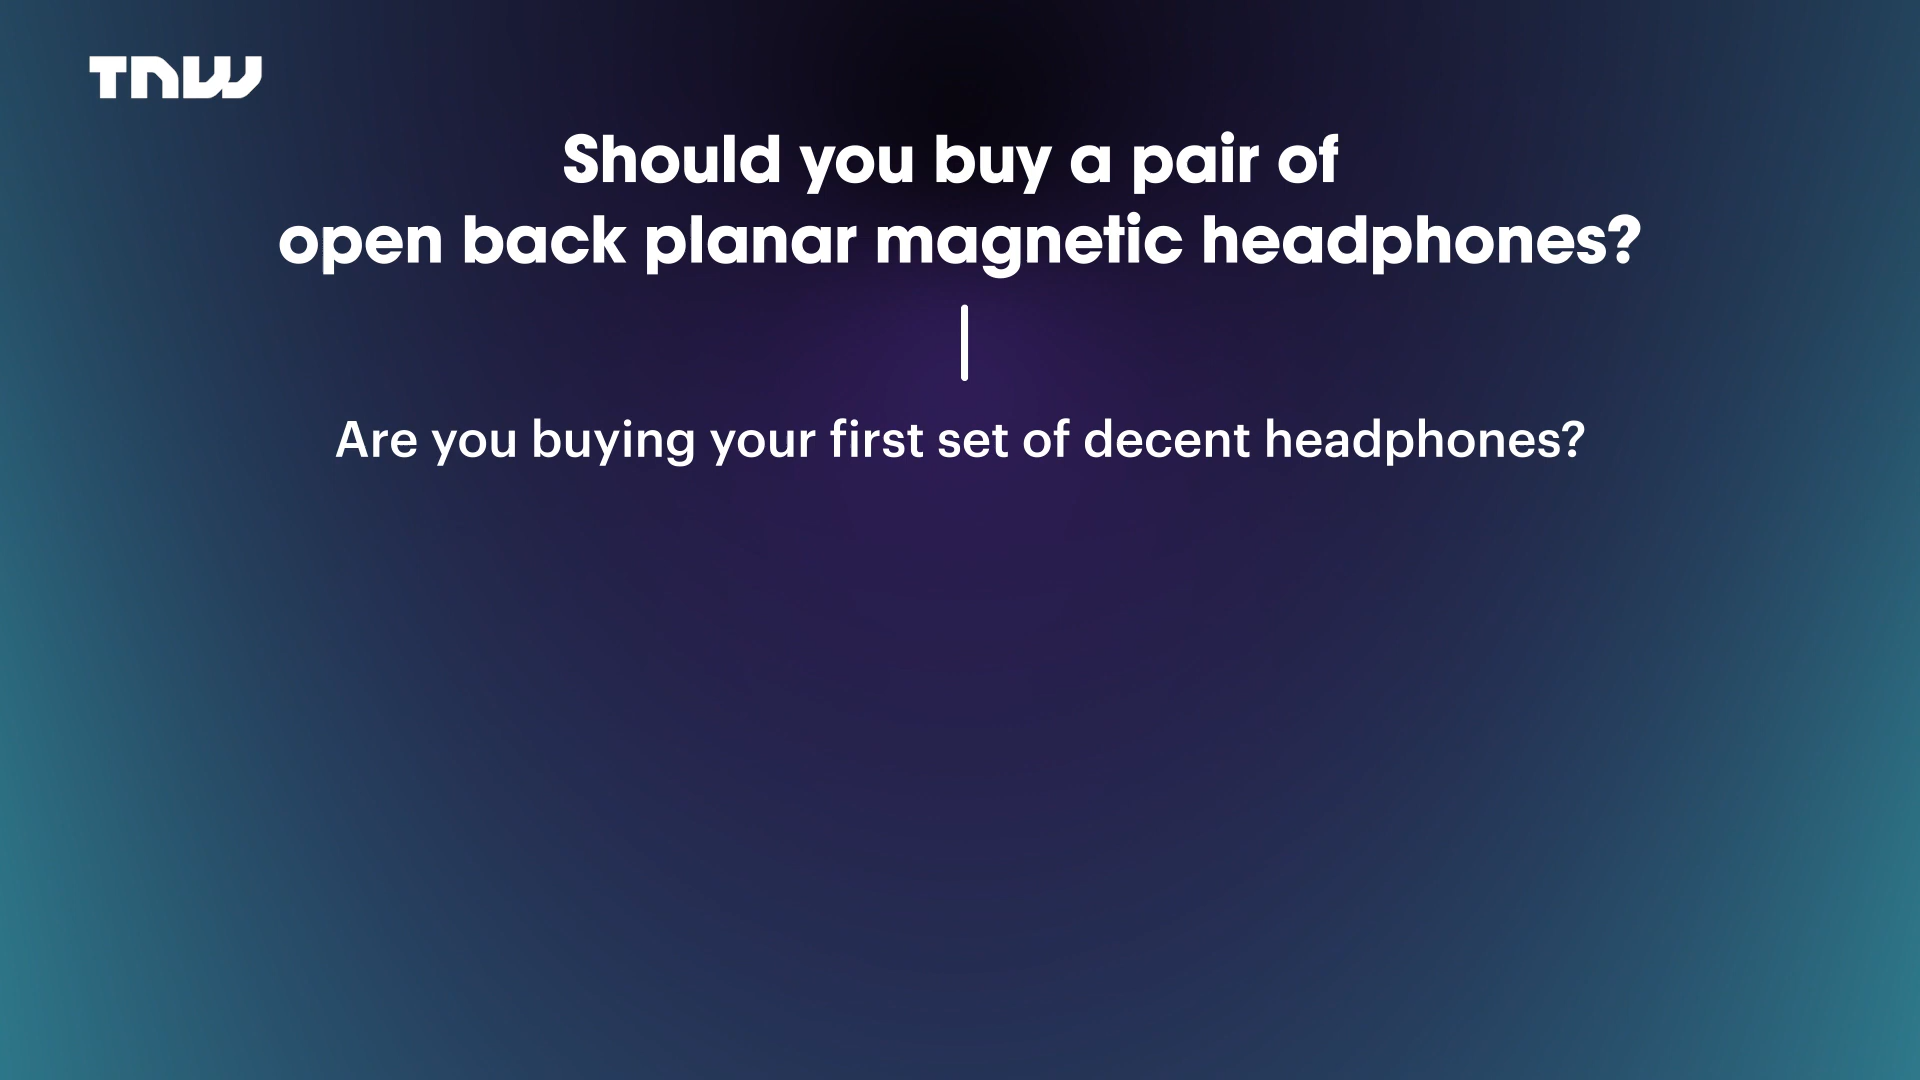 TNW
Should you buy a pair of
open back planar magnetic headphones?
Are you buying your first set of decent headphones?